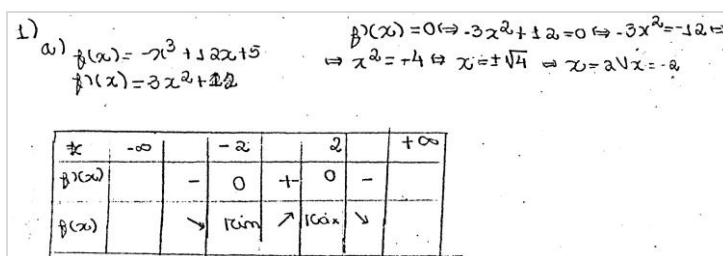 1)
a) f(x) = -x³ + 12x + 5
f'(x) = 3x² + 12
f'(x) = 0 ⇔ -3x² + 12 = 0 ⇔ -3x² = -12 ⇔
⇔ x² = -4 ⇔ x = ±√4 ⇔ x = 2 ∨ x = -2
x -∞ -2 2 +∞
f'(x) - 0 + 0 -
f(x) ↘ Min ↗ Máx ↘